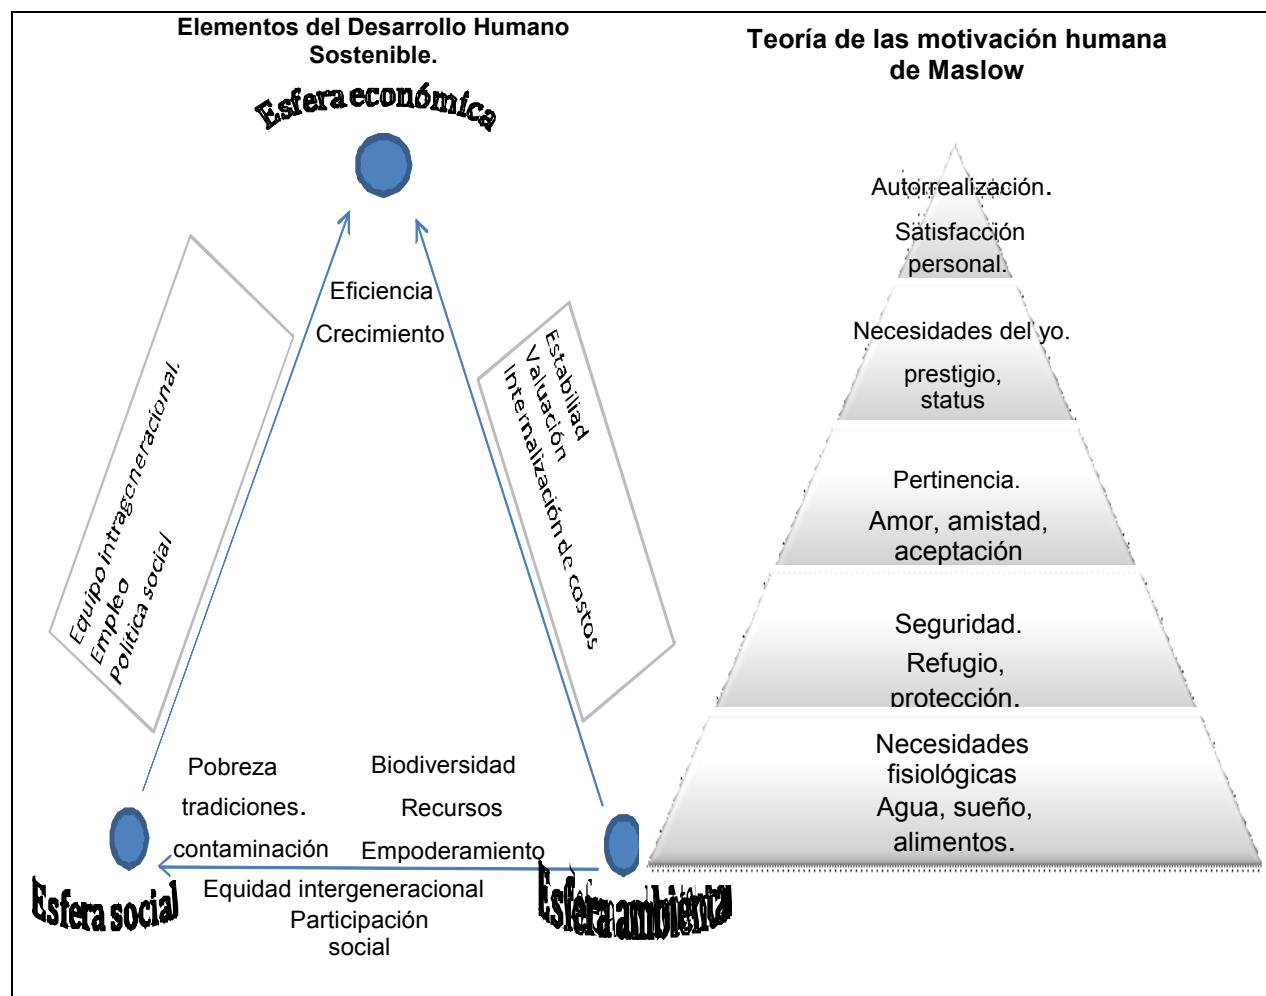 Elementos del Desarrollo Humano
Sostenible.
Esfera económica
Eficiencia
Crecimiento
Equipo intrageneracional.
Empleo
Política social
Estabiliad
Valuación
Internalización de costos
Pobreza
tradiciones.
contaminación
Biodiversidad
Recursos
Empoderamiento
Equidad intergeneracional
Participación
social
Esfera social
Esfera ambiental
Teoría de las motivación humana
de Maslow
Autorrealización.
Satisfacción
personal.
Necesidades del yo.
prestigio,
status
Pertinencia.
Amor, amistad,
aceptación
Seguridad.
Refugio,
protección.
Necesidades
fisiológicas
Agua, sueño,
alimentos.